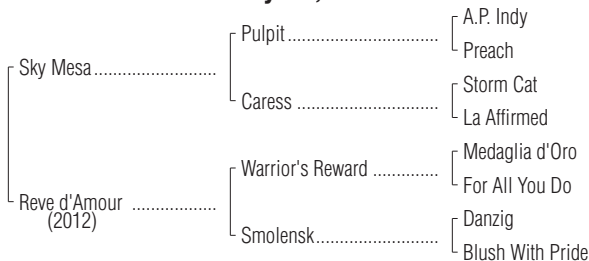 A.P. Indy
Pulpit
Preach
Sky Mesa
Storm Cat
Caress
La Affirmed
Medaglia d'Oro
Warrior's Reward
For All You Do
Reve d'Amour
(2012)
Danzig
Smolensk
Blush With Pride